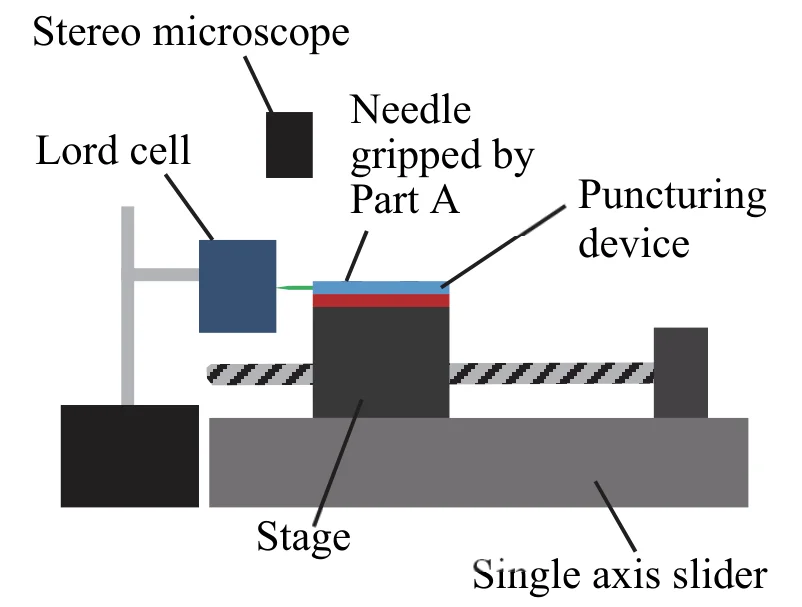 Stereo microscope
Needle
gripped by
Part A
Lord cell
Puncturing
device
Stage
Single axis slider